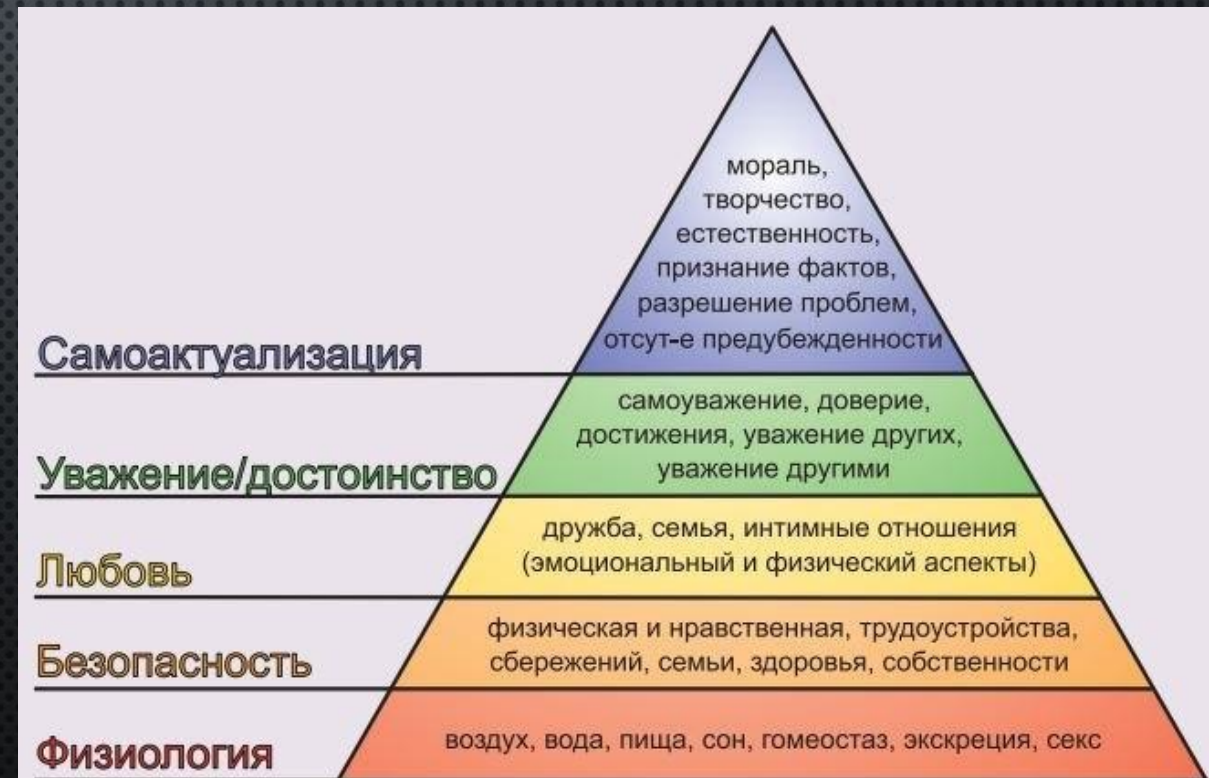 мораль,
творчество,
естественность,
признание фактов,
разрешение проблем,
отсут-е предубежденности
Самоактуализация
самоуважение, доверие,
достижения, уважение других,
уважение другими
Уважение/достоинство
дружба, семья, интимные отношения
(эмоциональный и физический аспекты)
Любовь
физическая и нравственная, трудоустройства,
сбережений, семьи, здоровья, собственности
Безопасность
воздух, вода, пища, сон, гомеостаз, экскреция, секс
Физиология